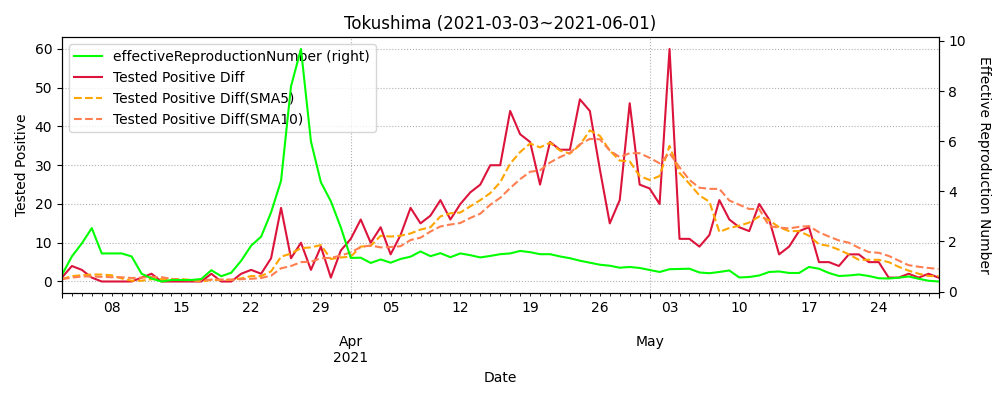 Tokushima (2021-03-03~2021-06-01)
effectiveReproductionNumber (right)
Tested Positive Diff
Tested Positive Diff(SMA5)
Tested Positive Diff(SMA10)
Tested Positive
60
50
40
30
20
10
0
10
8
6
4
2
0
Effective Reproduction Number
08 15 22 29 05 12 19 26 03 10 17 24
Apr May
2021
Date